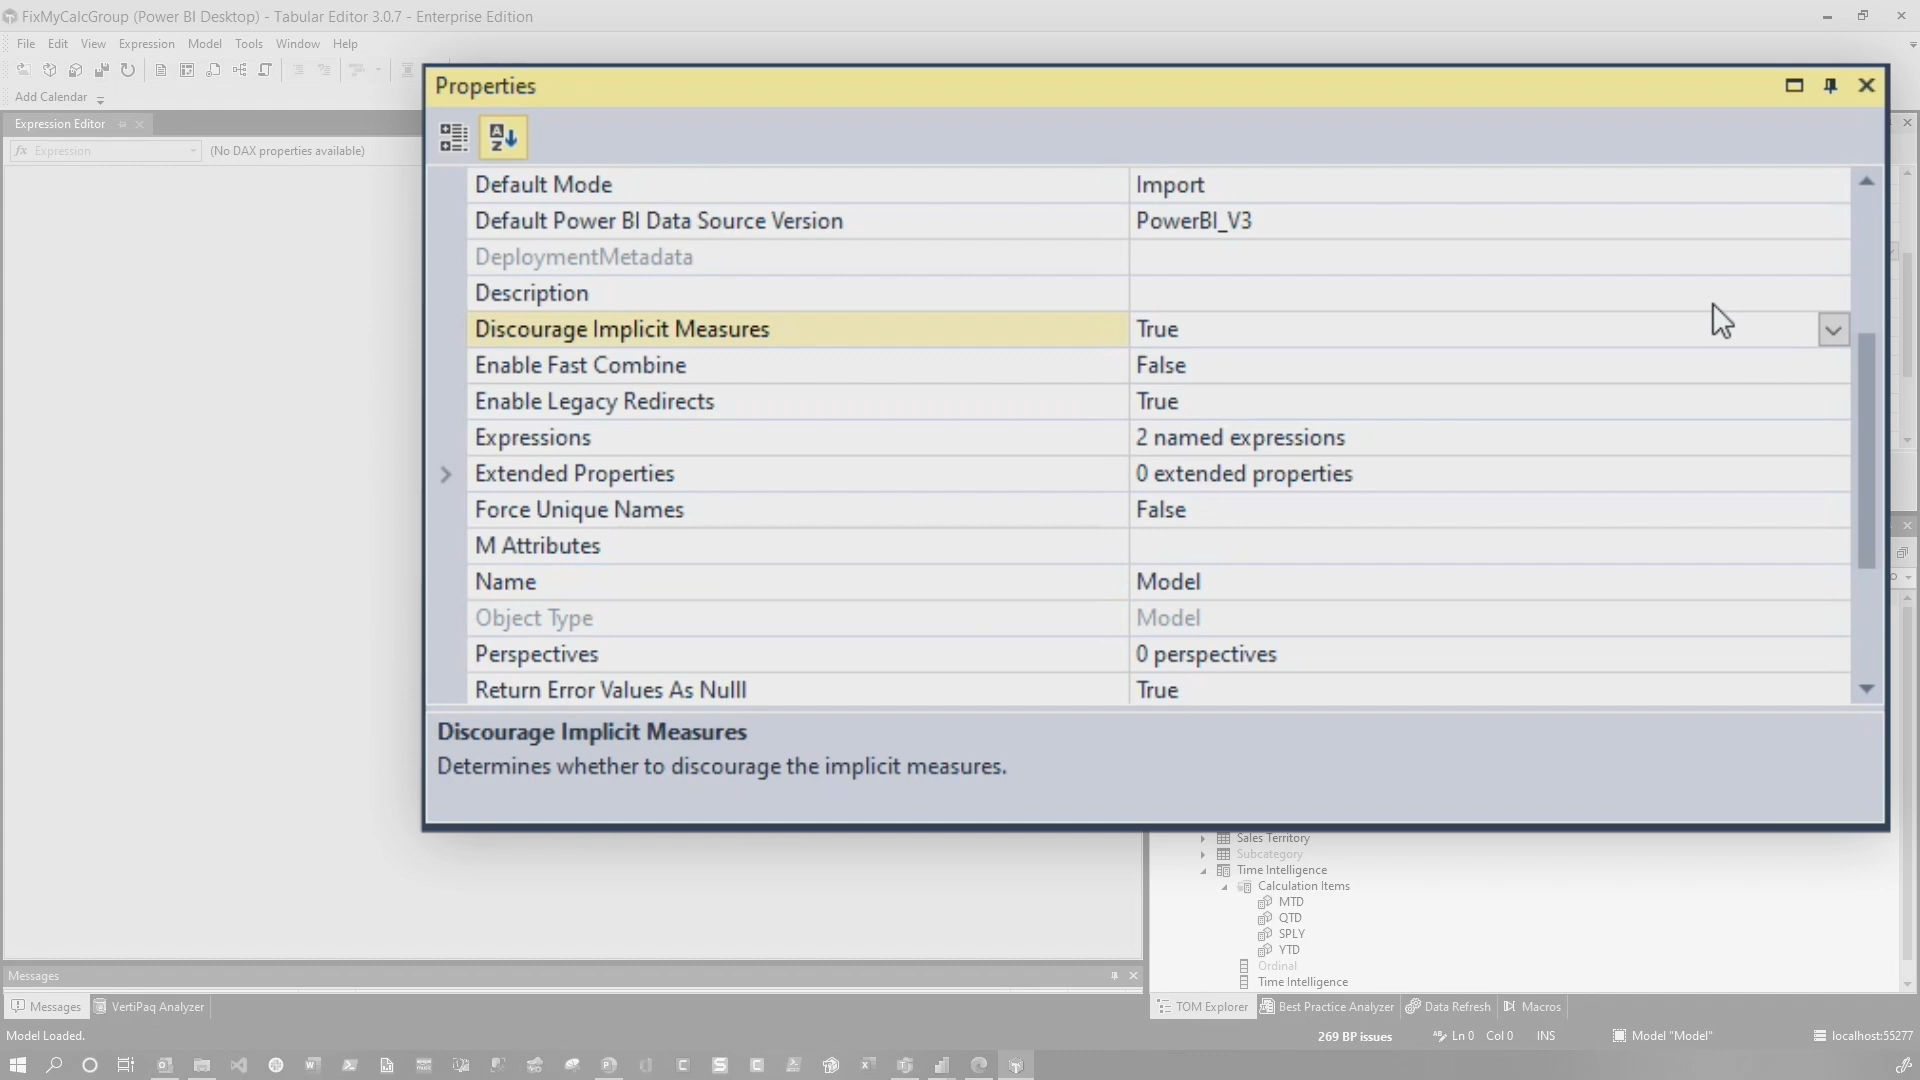 FixMyCalcGroup (Power BI Desktop) - Tabular Editor 3.0.7 - Enterprise Edition
File Edit View Expression Model Tools Window Help
Add Calendar
Expression Editor
Expression (No DAX properties available)
Properties
Default Mode Import
Default Power BI Data Source Version PowerBI_V3
DeploymentMetadata
Description
Discourage Implicit Measures True
Enable Fast Combine False
Enable Legacy Redirects True
Expressions 2 named expressions
Extended Properties 0 extended properties
Force Unique Names False
M Attributes
Name Model
Object Type Model
Perspectives 0 perspectives
Return Error Values As Nulll True
Discourage Implicit Measures
Determines whether to discourage the implicit measures.
Sales Territory
Subcategory
Time Intelligence
Calculation Items
MTD
QTD
SPLY
YTD
Ordinal
Time Intelligence
Messages
Messages VertiPaq Analyzer
TOM Explorer Best Practice Analyzer Data Refresh Macros
Model Loaded. 269 BP issues Ln 0 Col 0 INS Model "Model" localhost:55277